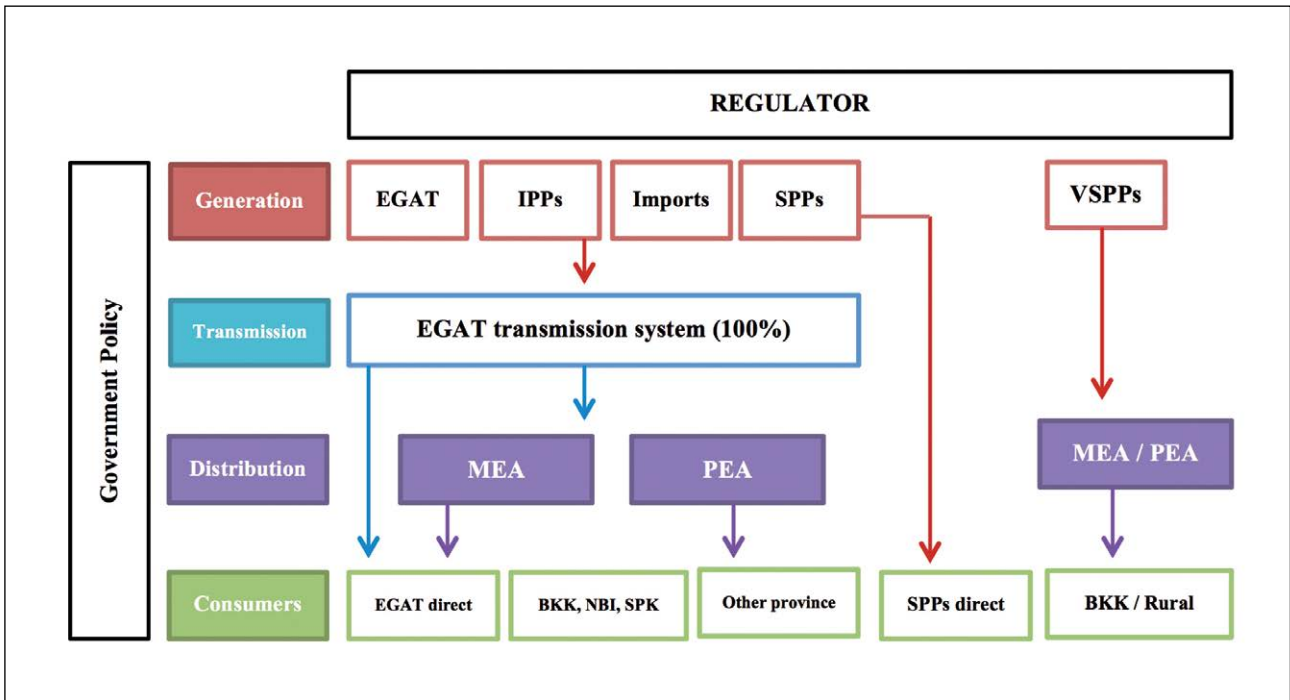 REGULATOR
Government Policy
Generation
EGAT
IPPs
Imports
SPPs
VSPPs
Transmission
EGAT transmission system (100%)
Distribution
MEA
PEA
MEA / PEA
Consumers
EGAT direct
BKK, NBI, SPK
Other province
SPPs direct
BKK / Rural